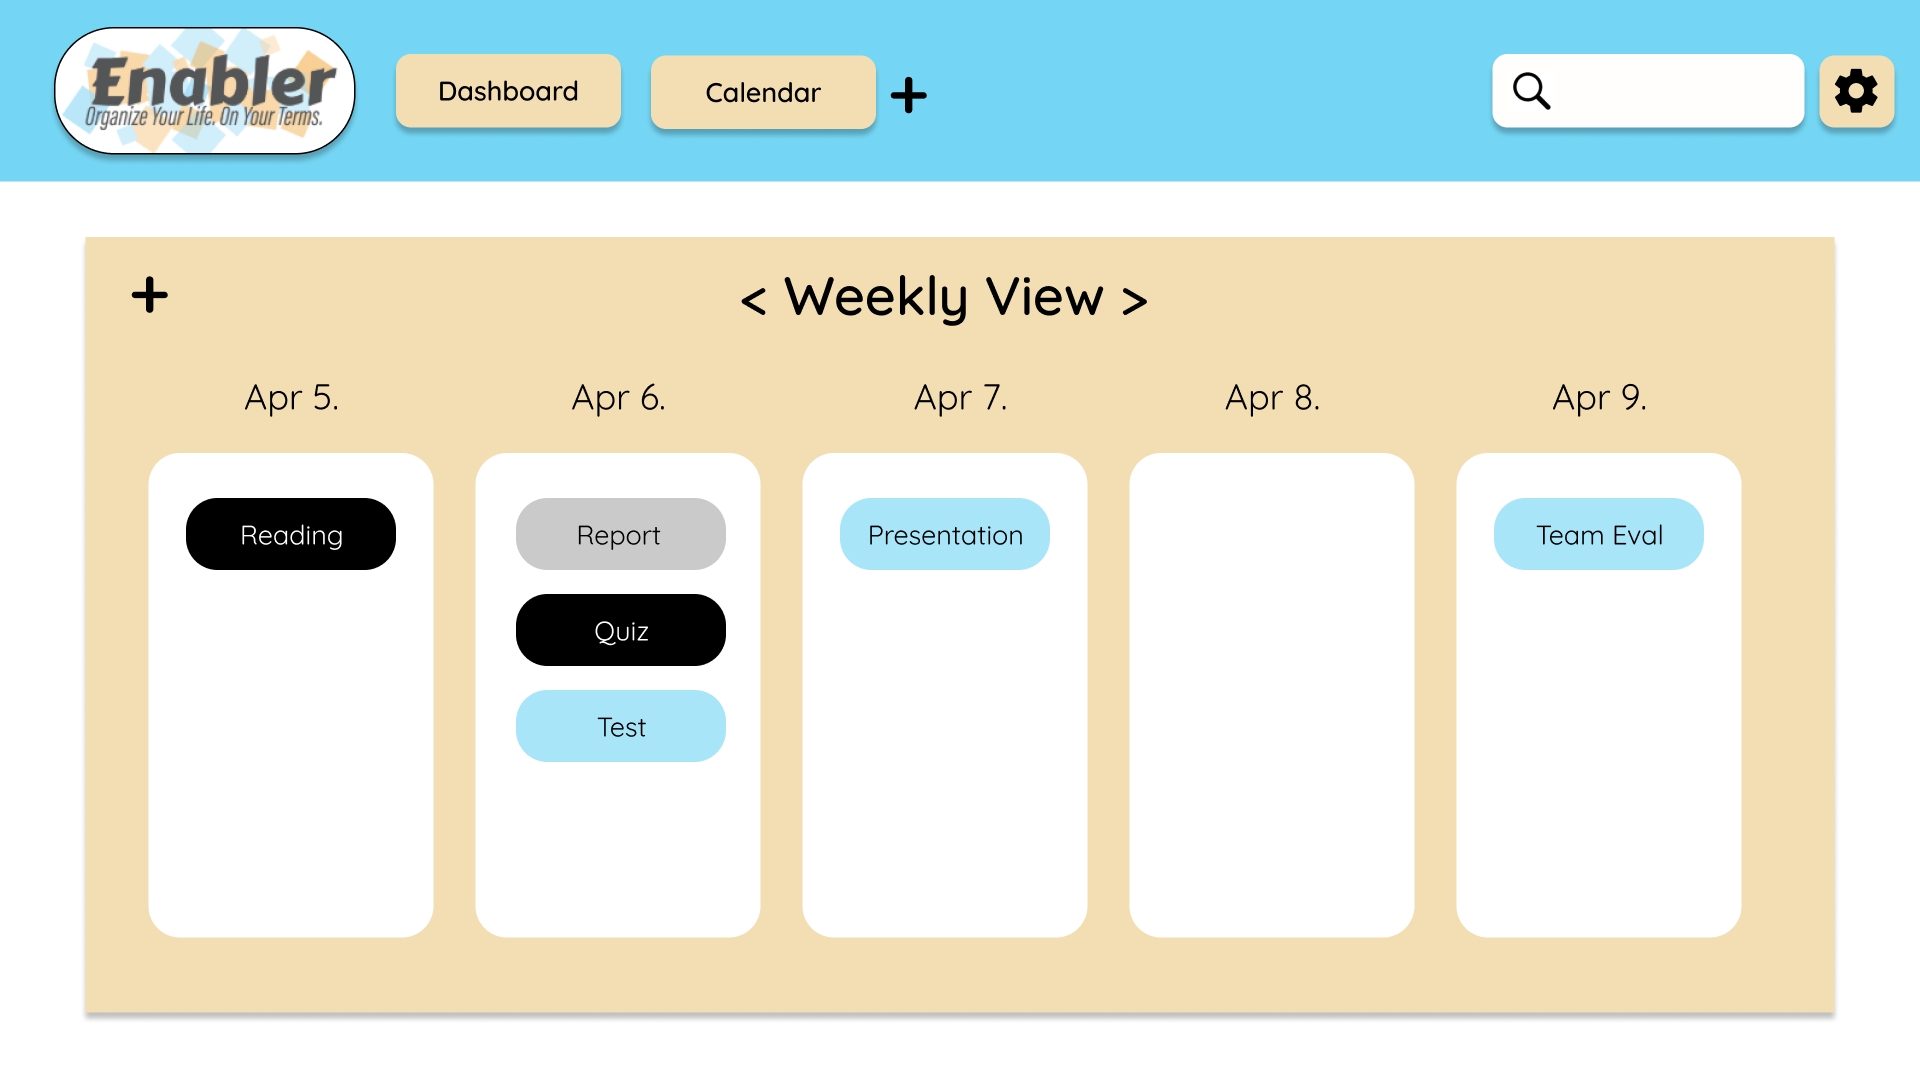 Enabler
Organize Your Life. On Your Terms.
Dashboard
Calendar
< Weekly View >
Apr 5.
Apr 6.
Apr 7.
Apr 8.
Apr 9.
Reading
Report
Presentation
Team Eval
Quiz
Test